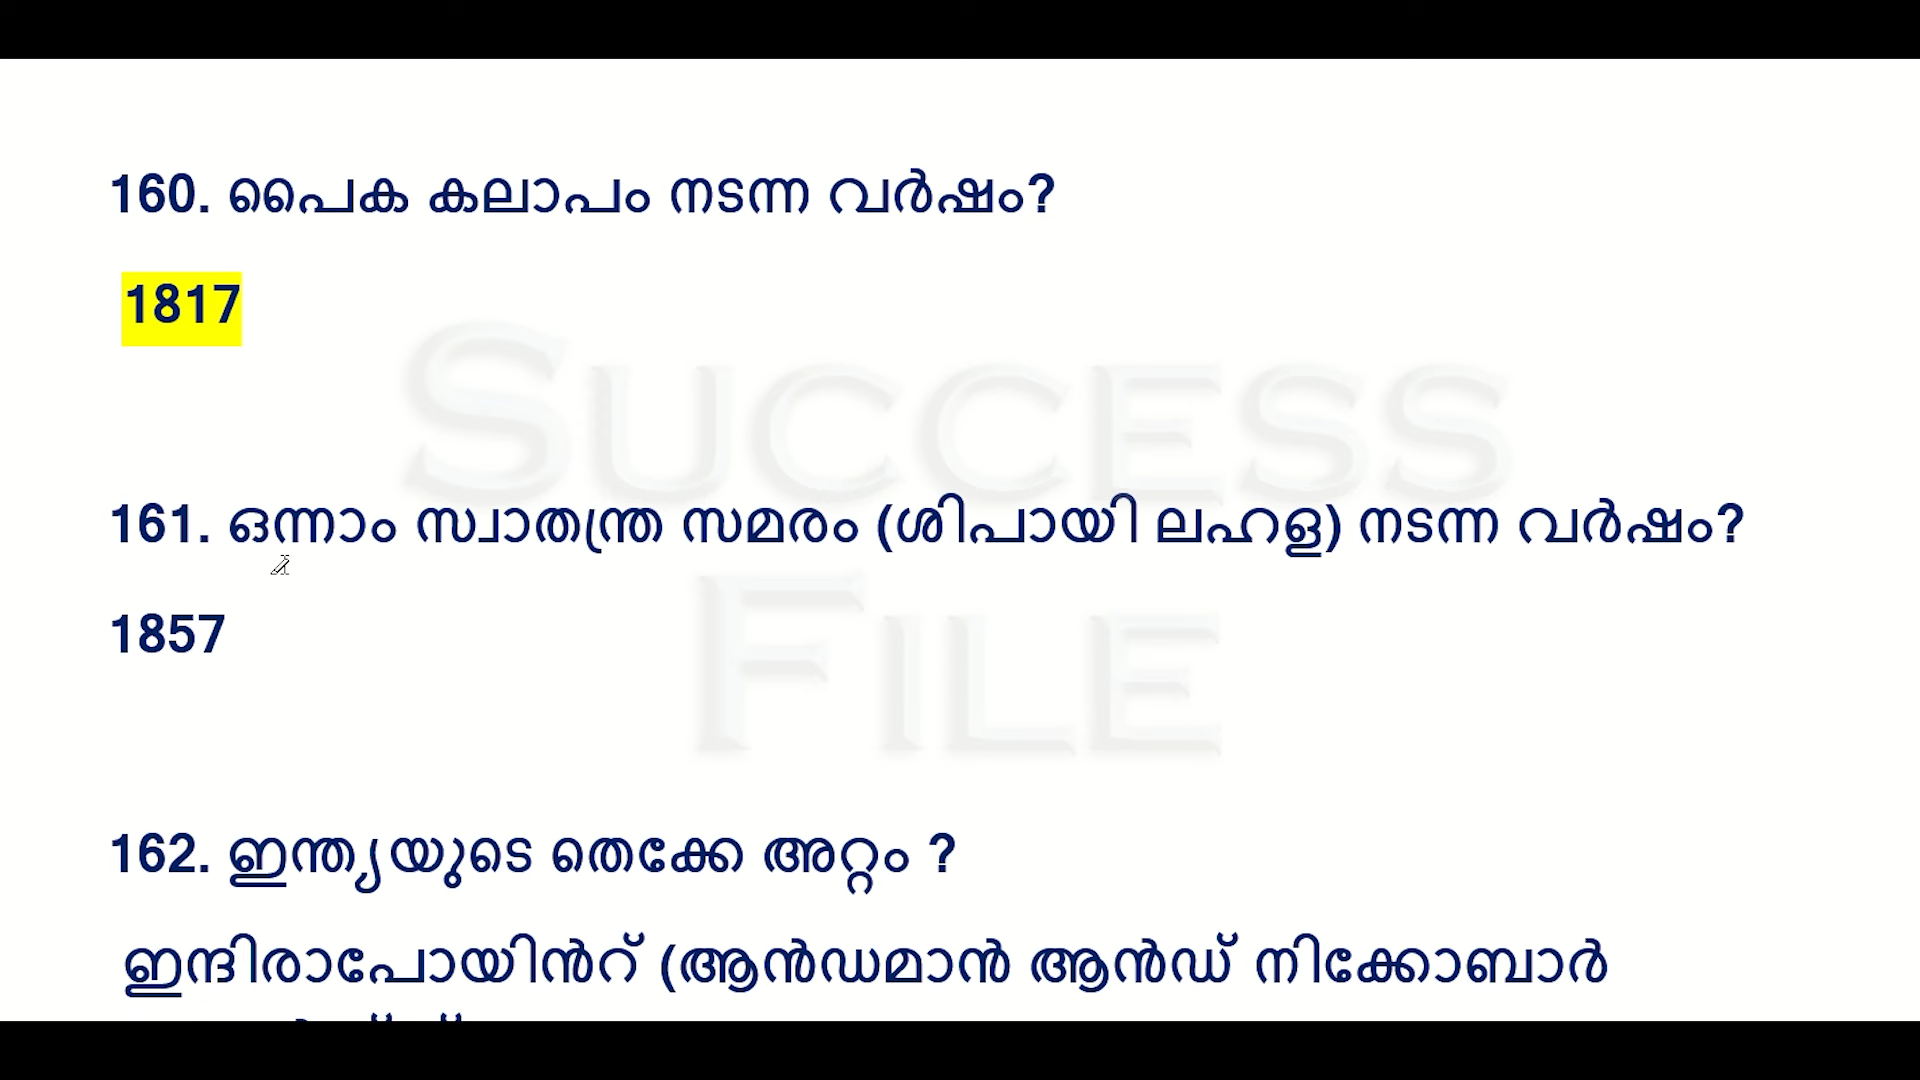 160. പൈക കലാപം നടന്ന വർഷം?
1817
SUCCESS
161. ഒന്നാം സ്വാതന്ത്ര സമരം (ശിപായി ലഹള) നടന്ന വർഷം?
FILE
1857
162. ഇന്ത്യയുടെ തെക്കേ അറ്റം ?
ഇന്ദിരാപോയിൻറ് (ആൻഡമാൻ ആൻഡ് നിക്കോബാർ